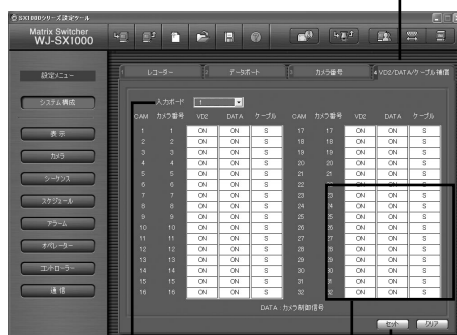 SX1000シリーズ設定ツール
Matrix Switcher
WJ-SX1000
設定メニュー
システム構成
表示
カメラ
シーケンス
スケジュール
アラーム
オペレーター
コントローラー
通信
1 レコーダー
2 データポート
3 カメラ番号
4 VD2/DATA/ケーブル補償
入力ボード 1
CAM カメラ番号 VD2 DATA ケーブル CAM カメラ番号 VD2 DATA ケーブル
1 1 ON ON S 17 17 ON ON S
2 2 ON ON S 18 18 ON ON S
3 3 ON ON S 19 19 ON ON S
4 4 ON ON S 20 20 ON ON S
5 5 ON ON S 21 21 ON ON S
6 6 ON ON S 22 22 ON ON S
7 7 ON ON S 23 23 ON ON S
8 8 ON ON S 24 24 ON ON S
9 9 ON ON S 25 25 ON ON S
10 10 ON ON S 26 26 ON ON S
11 11 ON ON S 27 27 ON ON S
12 12 ON ON S 28 28 ON ON S
13 13 ON ON S 29 29 ON ON S
14 14 ON ON S 30 30 ON ON S
15 15 ON ON S 31 31 ON ON S
16 16 ON ON S 32 32 ON ON S
DATA : カメラ制御信号
セット クリア